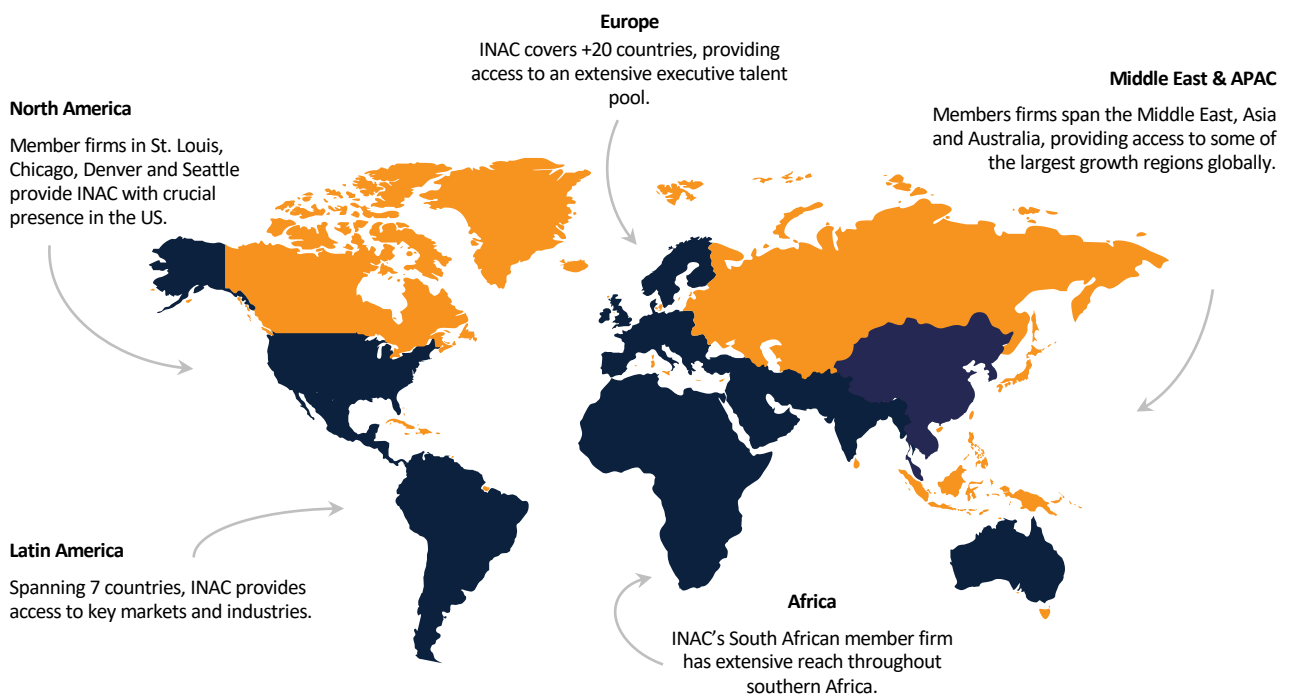 Europe
INAC covers +20 countries, providing
access to an extensive executive talent
pool.
Middle East & APAC
Members firms span the Middle East, Asia
and Australia, providing access to some of
the largest growth regions globally.
North America
Member firms in St. Louis,
Chicago, Denver and Seattle
provide INAC with crucial
presence in the US.
Latin America
Spanning 7 countries, INAC provides
access to key markets and industries.
Africa
INAC’s South African member firm
has extensive reach throughout
southern Africa.